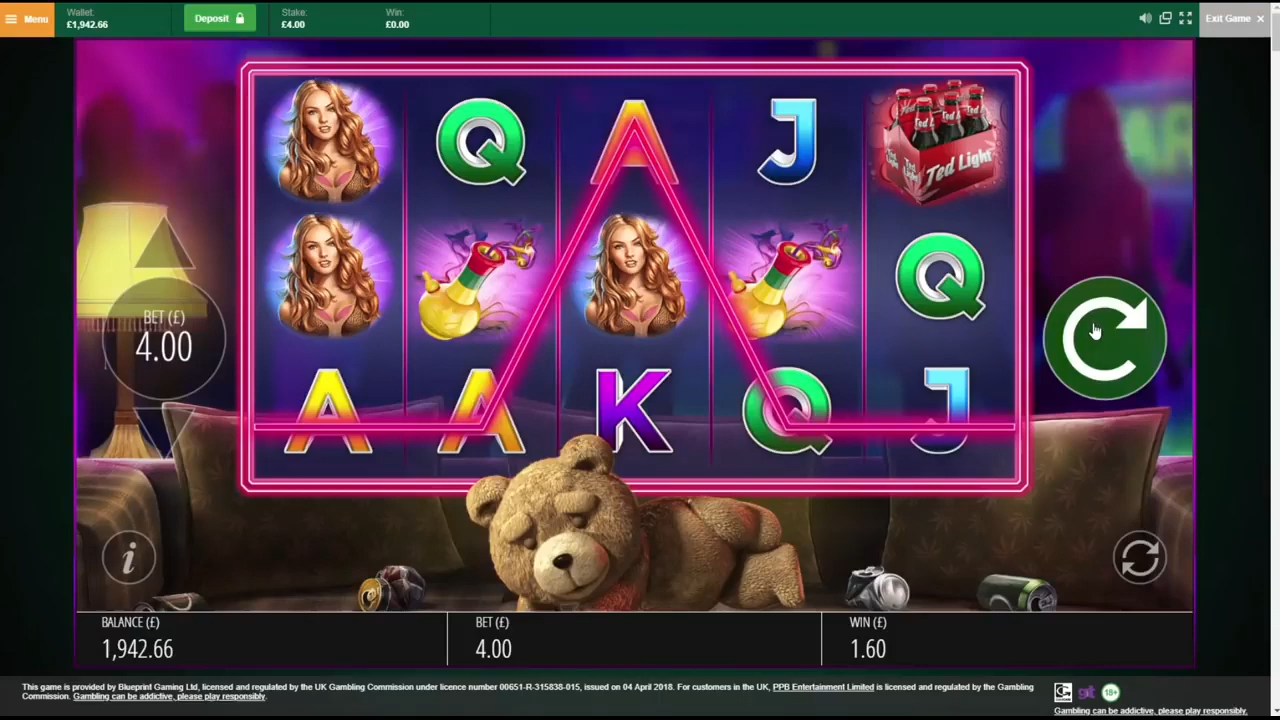 Menu
Wallet:
£1,942.66
Deposit
Stake:
£4.00
Win:
£0.00
Exit Game ×
Q
A
J
Ted L
Ted Light
BET (£)
4.00
Q
A
A
K
Q
J
i
BALANCE (£)
1,942.66
BET (£)
4.00
WIN (£)
1.60
This game is provided by Blueprint Gaming Ltd, licensed and regulated by the UK Gambling Commission under licence number 00651-R-315838-015, issued on 04 April 2018. For customers in the UK, PPB Entertainment Limited is licensed and regulated by the Gambling
Commission. Gambling can be addictive, please play responsibly.
18+
Gambling can be addictive, please play responsibly.